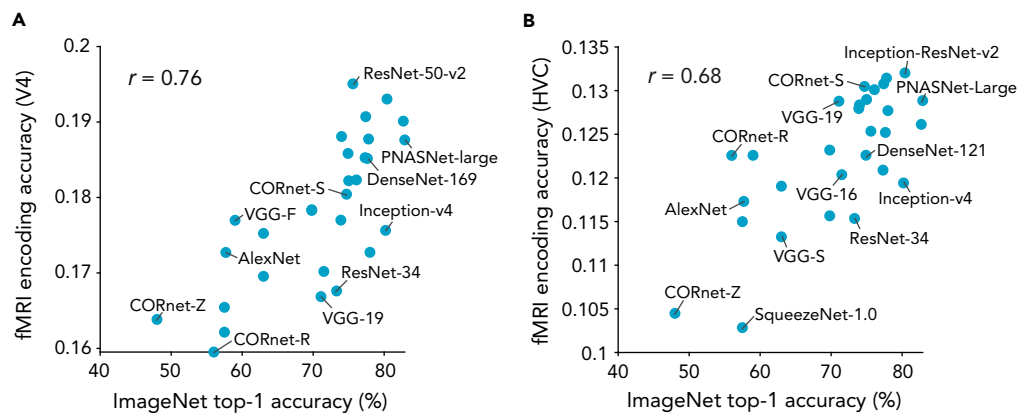 A
fMRI encoding accuracy (V4)
0.2
0.19
0.18
0.17
0.16
r = 0.76
ResNet-50-v2
PNASNet-large
DenseNet-169
CORnet-S
VGG-F
Inception-v4
AlexNet
ResNet-34
CORnet-Z
VGG-19
CORnet-R
40 50 60 70 80
ImageNet top-1 accuracy (%)
B
fMRI encoding accuracy (HVC)
0.135
0.13
0.125
0.12
0.115
0.11
0.105
0.1
r = 0.68
Inception-ResNet-v2
CORnet-S
PNASNet-Large
VGG-19
CORnet-R
DenseNet-121
VGG-16
Inception-v4
AlexNet
ResNet-34
VGG-S
CORnet-Z
SqueezeNet-1.0
40 50 60 70 80
ImageNet top-1 accuracy (%)